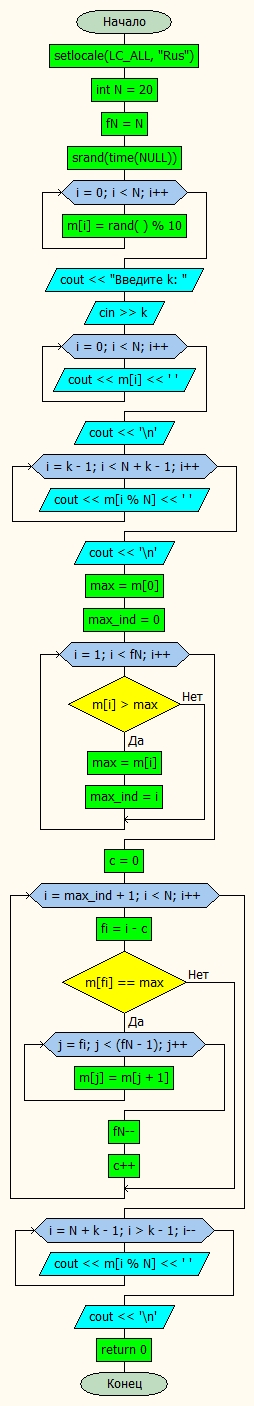 Начало
setlocale(LC_ALL, "Rus")
int N = 20
fN = N
srand(time(NULL))
i = 0; i < N; i++
m[i] = rand( ) % 10
cout << "Введите k: "
cin >> k
i = 0; i < N; i++
cout << m[i] << ' '
cout << '\n'
i = k - 1; i < N + k - 1; i++
cout << m[i % N] << ' '
cout << '\n'
max = m[0]
max_ind = 0
i = 1; i < fN; i++
Нет
m[i] > max
Да
max = m[i]
max_ind = i
c = 0
i = max_ind + 1; i < N; i++
fi = i - c
Нет
m[fi] == max
Да
j = fi; j < (fN - 1); j++
m[j] = m[j + 1]
fN--
c++
i = N + k - 1; i > k - 1; i--
cout << m[i % N] << ' '
cout << '\n'
return 0
Конец